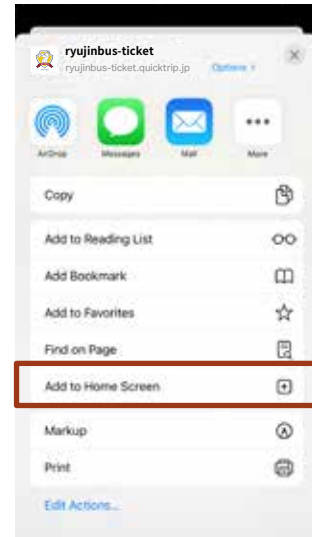 ryujinbus-ticket
ryujinbus-ticket.quicktrip.jp Options >
AirDrop Messages Mail More
Copy
Add to Reading List
Add Bookmark
Add to Favorites
Find on Page
Add to Home Screen
Markup
Print
Edit Actions...